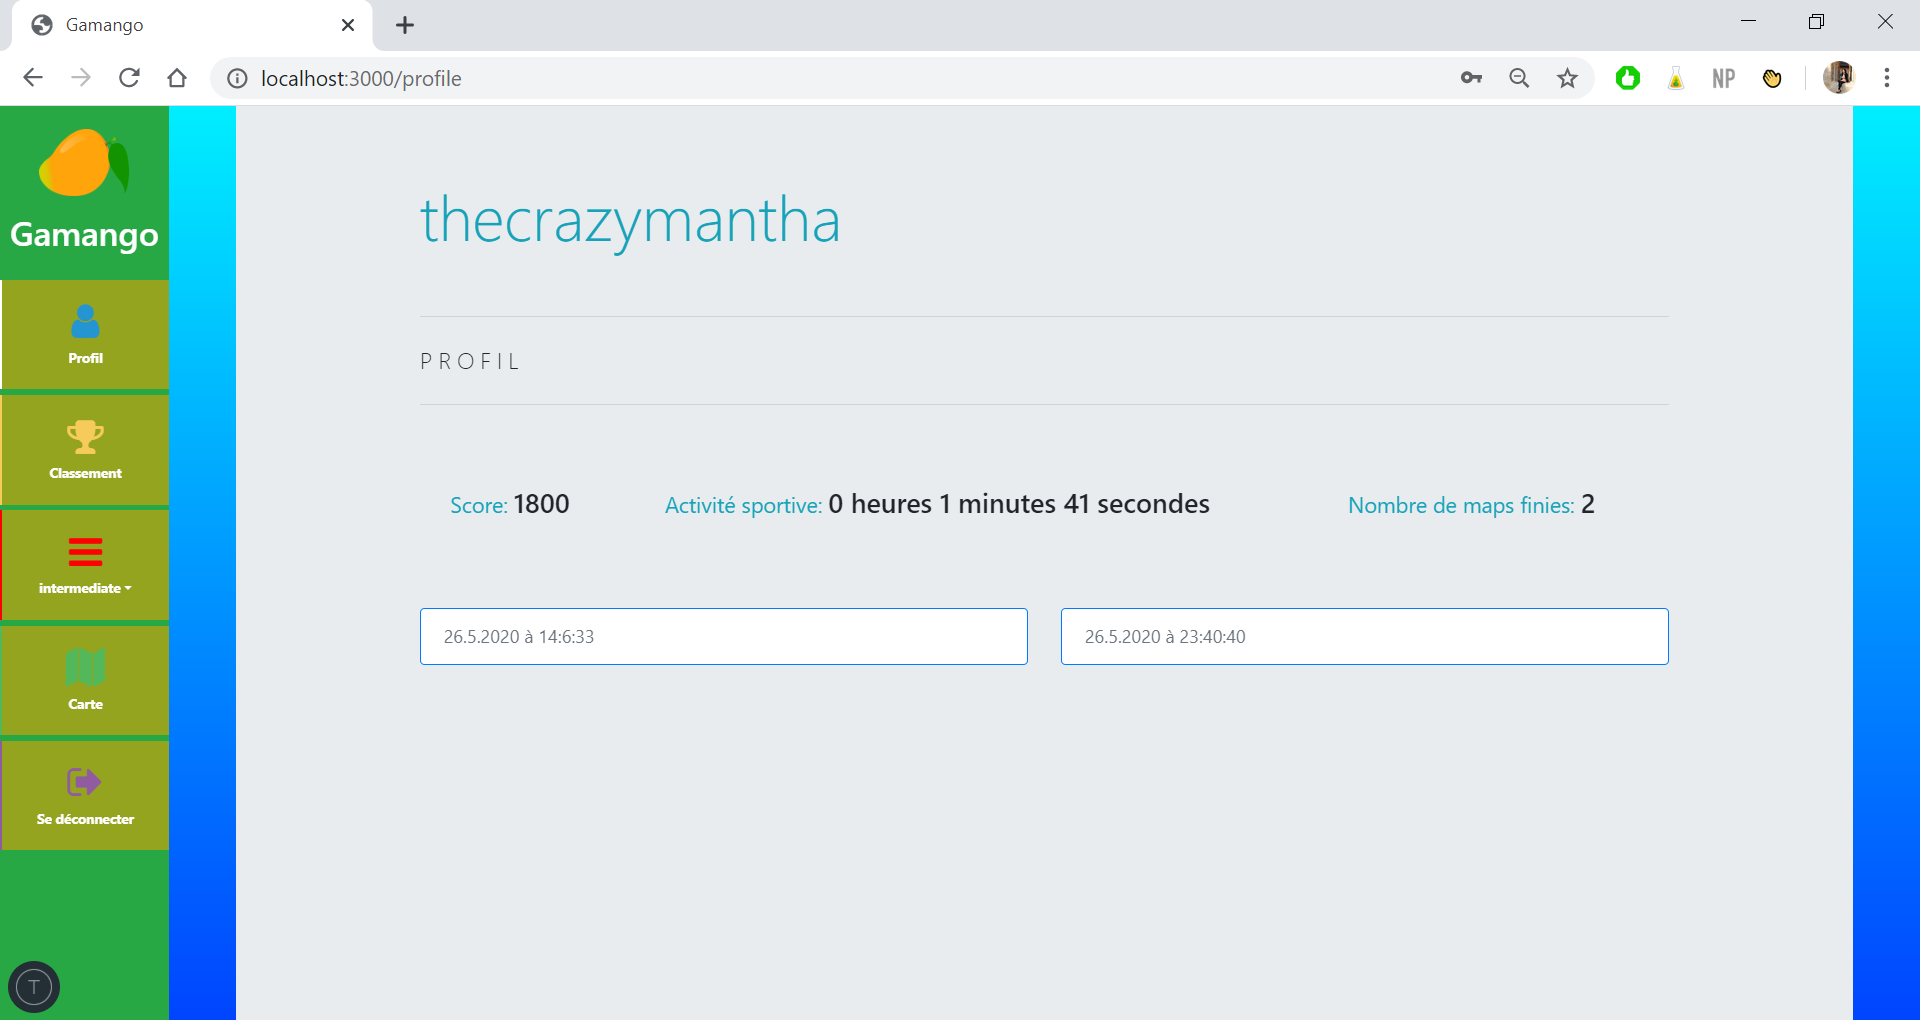 Gamango
localhost:3000/profile
NP
Gamango
Profil
Classement
intermediate
Carte
Se déconnecter
T
thecrazymantha
PROFIL
Score: 1800
Activité sportive: 0 heures 1 minutes 41 secondes
Nombre de maps finies: 2
26.5.2020 à 14:6:33
26.5.2020 à 23:40:40